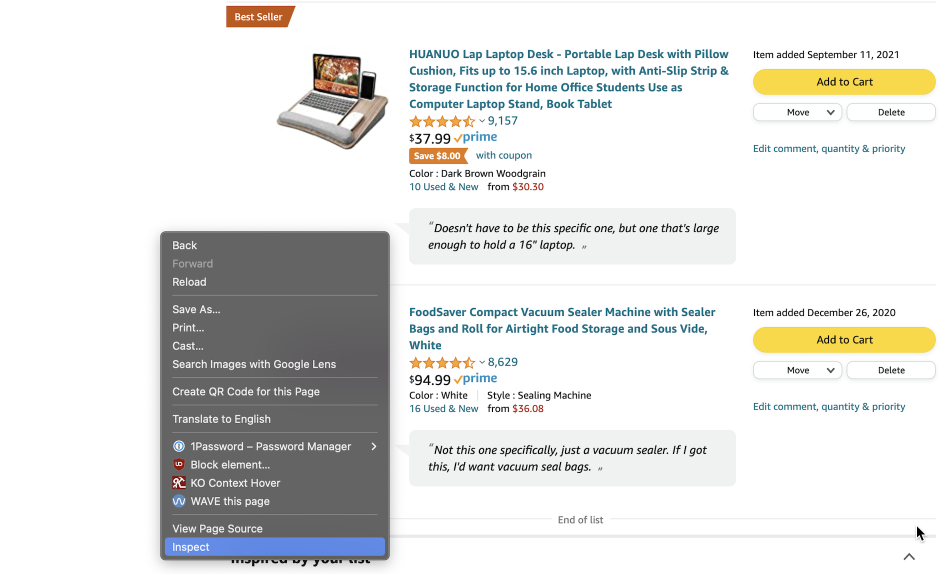 Best Seller
HUANUO Lap Laptop Desk - Portable Lap Desk with Pillow
Cushion, Fits up to 15.6 inch Laptop, with Anti-Slip Strip &
Storage Function for Home Office Students Use as
Computer Laptop Stand, Book Tablet
9,157
$37.99 prime
Save $8.00 with coupon
Color : Dark Brown Woodgrain
10 Used & New from $30.30
"Doesn't have to be this specific one, but one that's large
enough to hold a 16" laptop. "
Item added September 11, 2021
Add to Cart
Move Delete
Edit comment, quantity & priority
FoodSaver Compact Vacuum Sealer Machine with Sealer
Bags and Roll for Airtight Food Storage and Sous Vide,
White
8,629
$94.99 prime
Color : White Style : Sealing Machine
16 Used & New from $36.08
"Not this one specifically, just a vacuum sealer. If I got
this, I'd want vacuum seal bags. "
Item added December 26, 2020
Add to Cart
Move Delete
Edit comment, quantity & priority
End of list
Inspired by your list
Back
Forward
Reload
Save As...
Print...
Cast...
Search Images with Google Lens
Create QR Code for this Page
Translate to English
1Password – Password Manager
Block element...
KO Context Hover
WAVE this page
View Page Source
Inspect